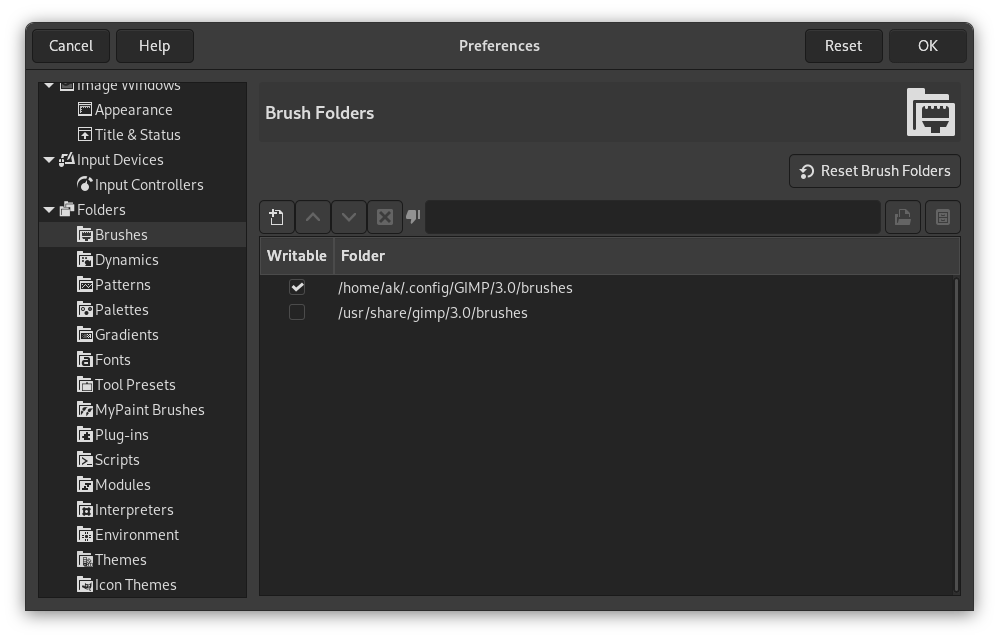 Cancel
Help
Preferences
Reset
OK
Image Windows
Appearance
Title & Status
Input Devices
Input Controllers
Folders
Brushes
Dynamics
Patterns
Palettes
Gradients
Fonts
Tool Presets
MyPaint Brushes
Plug-ins
Scripts
Modules
Interpreters
Environment
Themes
Icon Themes
Brush Folders
Reset Brush Folders
Writable Folder
/home/ak/.config/GIMP/3.0/brushes
/usr/share/gimp/3.0/brushes